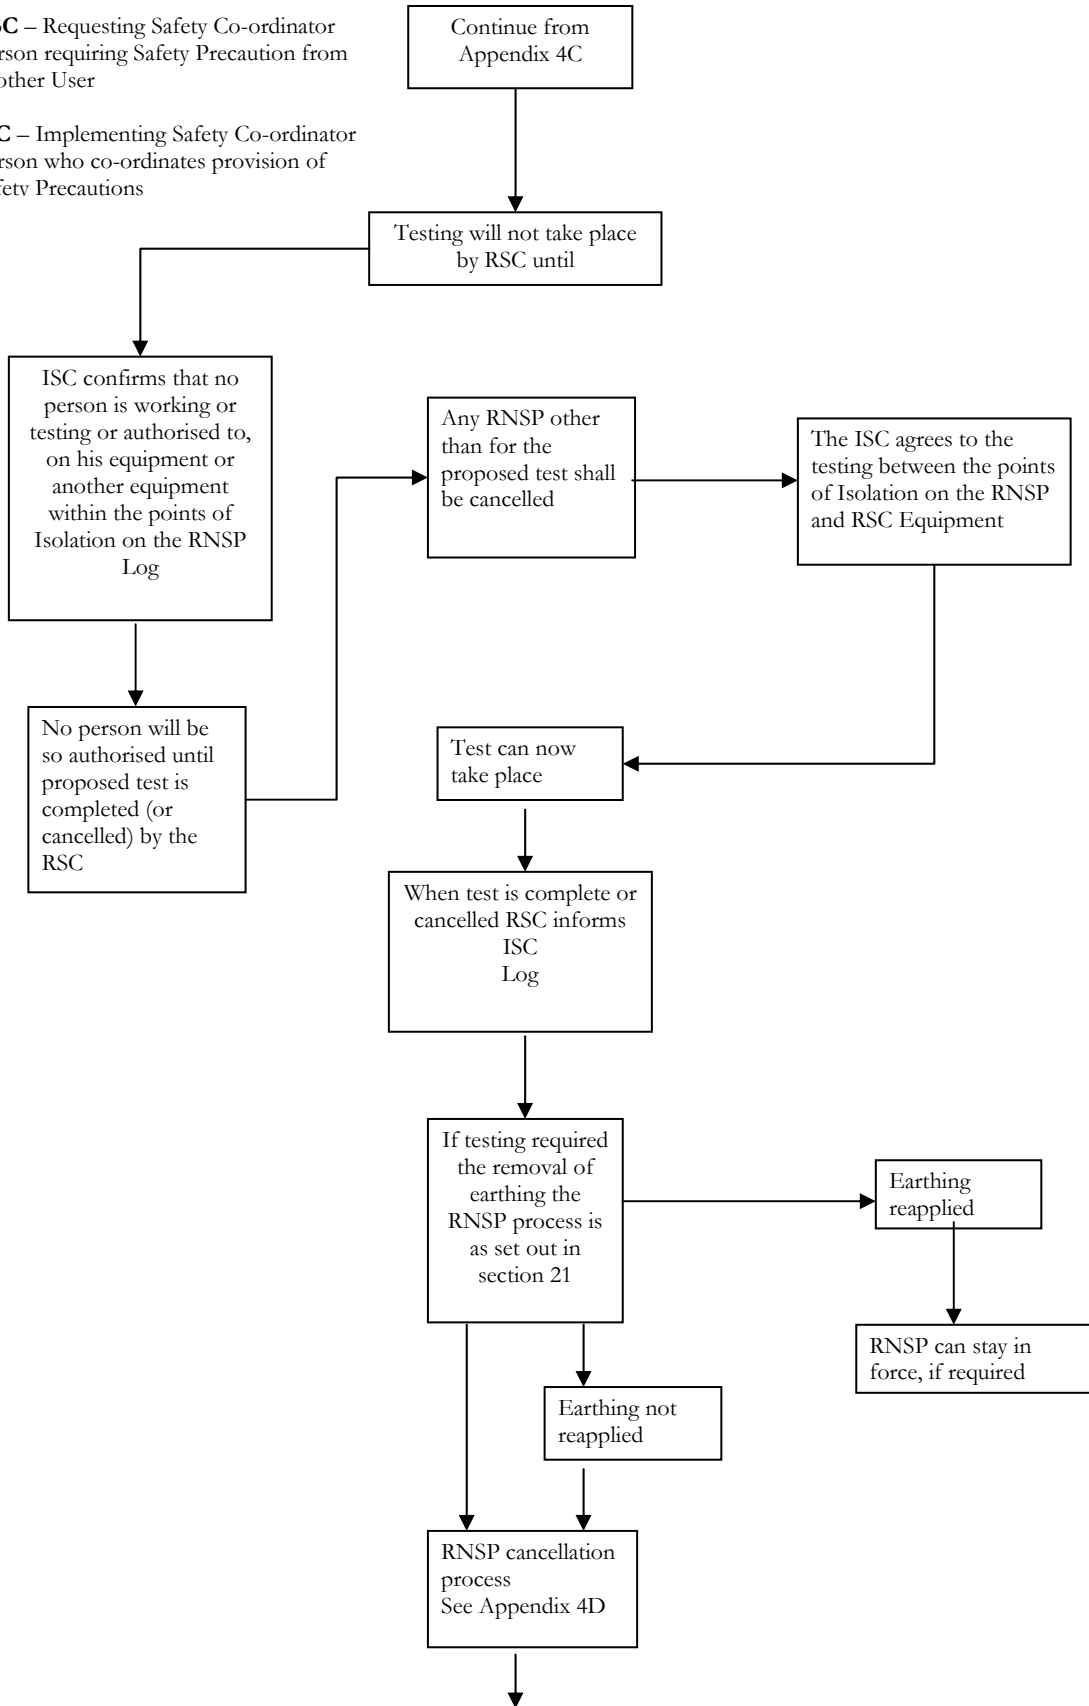 SC – Requesting Safety Co-ordinator
rson requiring Safety Precaution from
other User
C – Implementing Safety Co-ordinator
rson who co-ordinates provision of
fety Precautions
Continue from
Appendix 4C
Testing will not take place
by RSC until
ISC confirms that no
person is working or
testing or authorised to,
on his equipment or
another equipment
within the points of
Isolation on the RNSP
Log
No person will be
so authorised until
proposed test is
completed (or
cancelled) by the
RSC
Any RNSP other
than for the
proposed test shall
be cancelled
The ISC agrees to the
testing between the points
of Isolation on the RNSP
and RSC Equipment
Test can now
take place
When test is complete or
cancelled RSC informs
ISC
Log
If testing required
the removal of
earthing the
RNSP process is
as set out in
section 21
Earthing
reapplied
RNSP can stay in
force, if required
Earthing not
reapplied
RNSP cancellation
process
See Appendix 4D